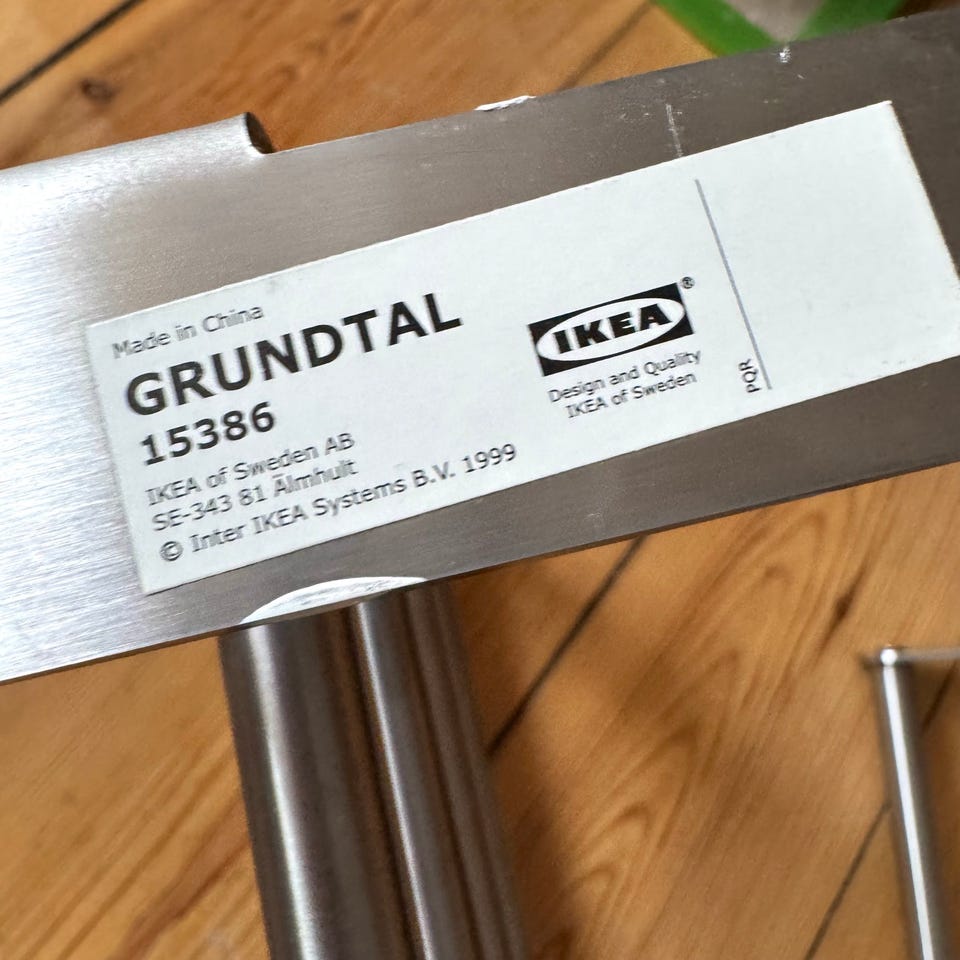 Made in China
GRUNDTAL
15386
IKEA of Sweden AB
SE-343 81 Älmhult
© Inter IKEA Systems B.V. 1999
IKEA®
Design and Quality
IKEA of Sweden
PQR